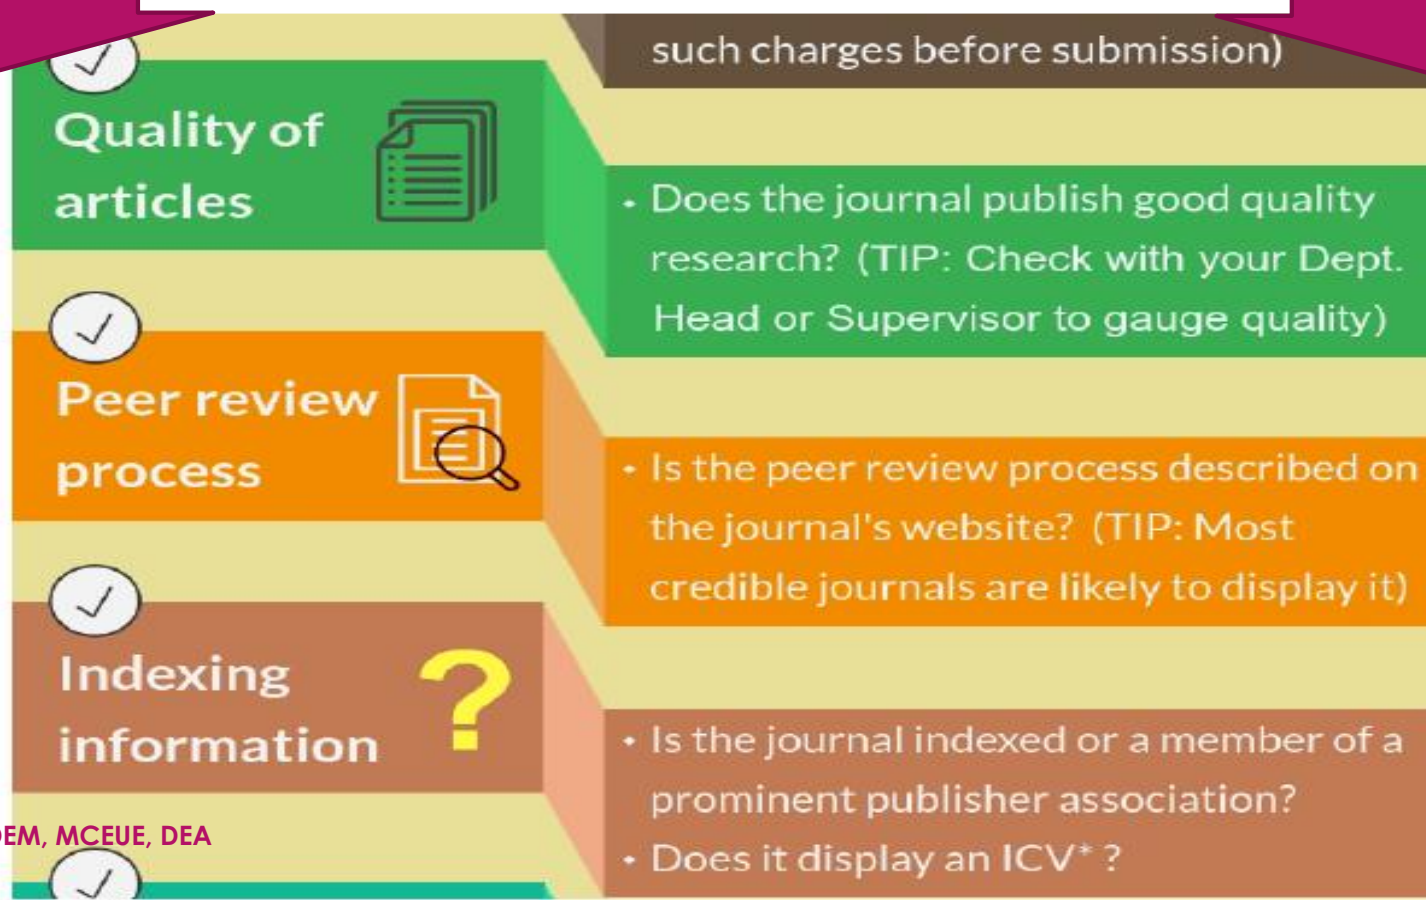 such charges before submission)
Quality of
articles
• Does the journal publish good quality
research? (TIP: Check with your Dept.
Head or Supervisor to gauge quality)
Peer review
process
• Is the peer review process described on
the journal's website? (TIP: Most
credible journals are likely to display it)
Indexing
information
?
• Is the journal indexed or a member of a
prominent publisher association?
• Does it display an ICV* ?
MCEUE, DEA